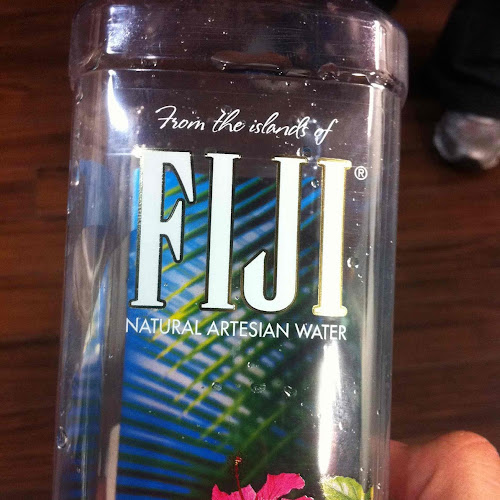 From the islands of
FIJI®
NATURAL ARTESIAN WATER